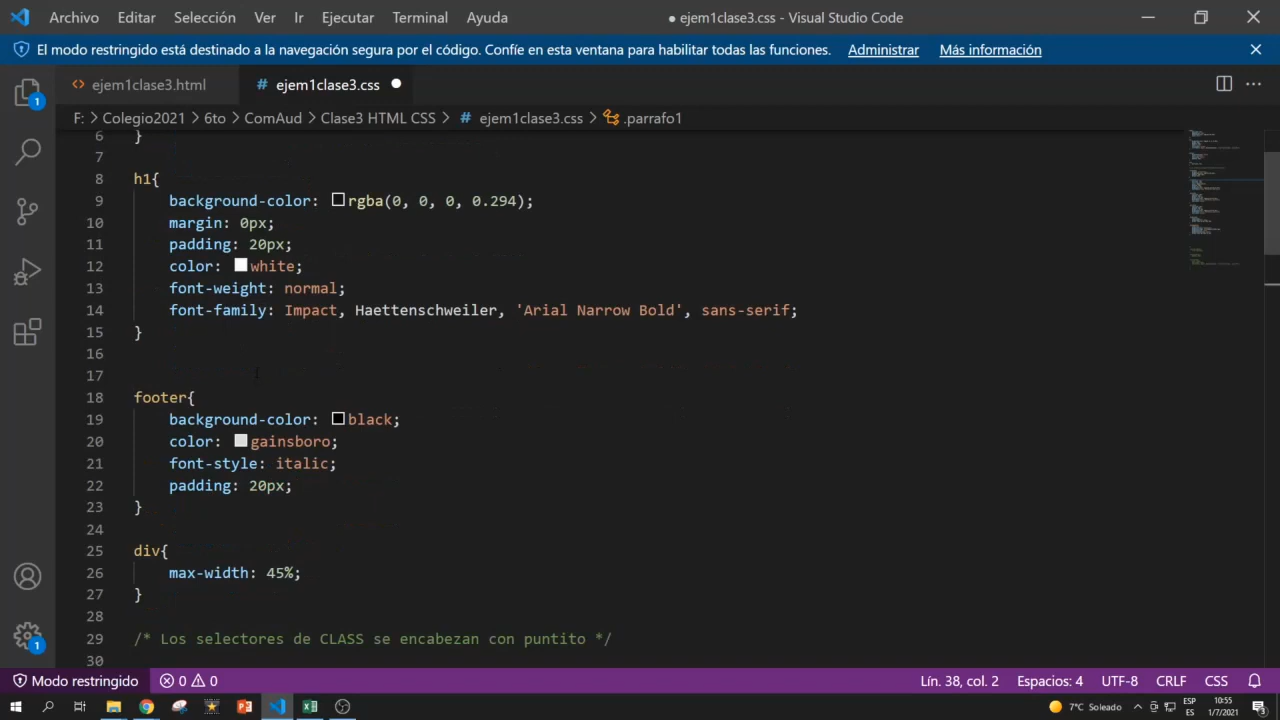 Archivo Editar Selección Ver Ir Ejecutar Terminal Ayuda ● ejem1clase3.css - Visual Studio Code
El modo restringido está destinado a la navegación segura por el código. Confíe en esta ventana para habilitar todas las funciones. Administrar Más información
1 <> ejem1clase3.html # ejem1clase3.css ●
F: > Colegio2021 > 6to > ComAud > Clase3 HTML CSS > # ejem1clase3.css > .parrafo1
6 }
7
8 h1{
9 background-color: rgba(0, 0, 0, 0.294);
10 margin: 0px;
11 padding: 20px;
12 color: white;
13 font-weight: normal;
14 font-family: Impact, Haettenschweiler, 'Arial Narrow Bold', sans-serif;
15 }
16
17
18 footer{
19 background-color: black;
20 color: gainsboro;
21 font-style: italic;
22 padding: 20px;
23 }
24
25 div{
26 max-width: 45%;
27 }
28
29 /* Los selectores de CLASS se encabezan con puntito */
30
1
Modo restringido 0 0 Lín. 38, col. 2 Espacios: 4 UTF-8 CRLF CSS
7°C Soleado ESP ES 10:55 1/7/2021 3